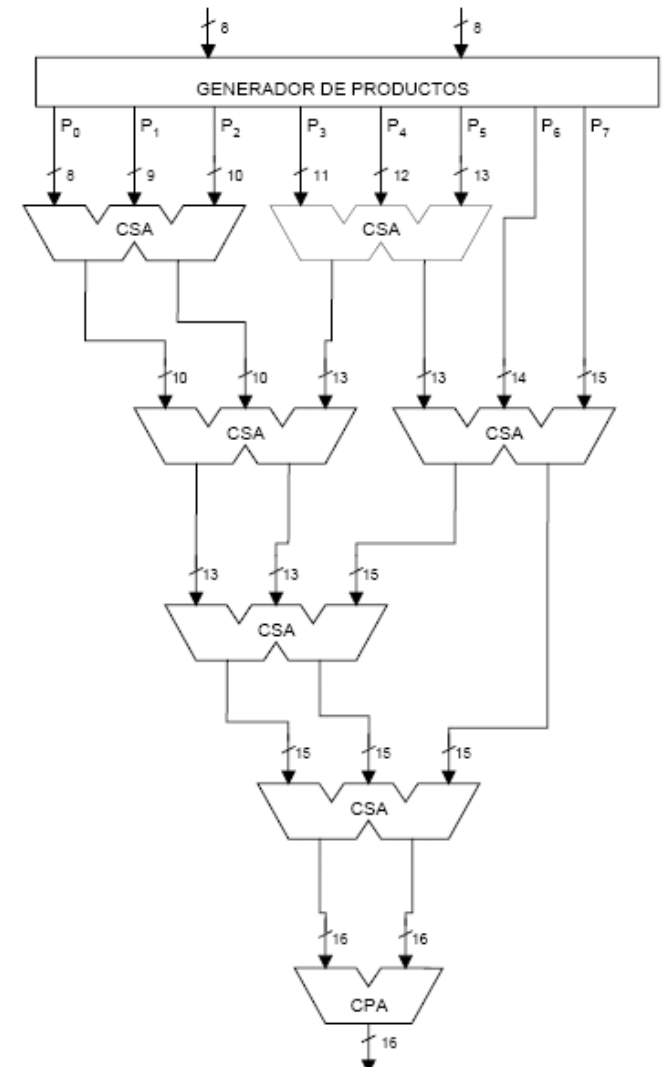 8 8
GENERADOR DE PRODUCTOS
P0 P1 P2 P3 P4 P5 P6 P7
8 9 10 11 12 13
CSA CSA
10 10 13 13 14 15
CSA CSA
13 13 15
CSA
15 15 15
CSA
16 16
CPA
16